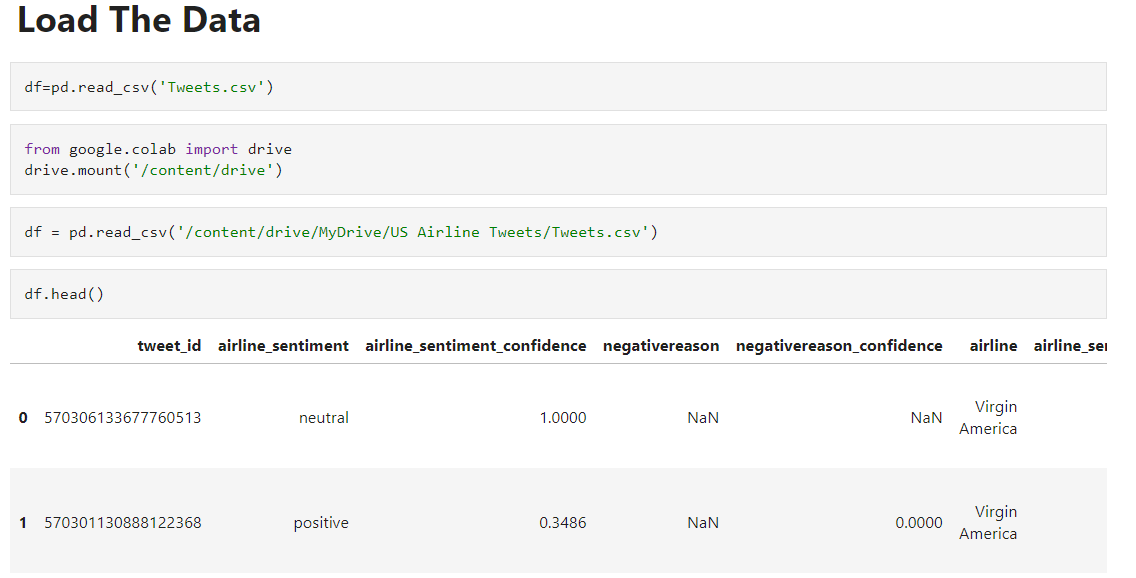 Load The Data
df=pd.read_csv('Tweets.csv')
from google.colab import drive
drive.mount('/content/drive')
df = pd.read_csv('/content/drive/MyDrive/US Airline Tweets/Tweets.csv')
df.head()
tweet_id airline_sentiment airline_sentiment_confidence negativereason negativereason_confidence airline airline_sen
0 570306133677760513 neutral 1.0000 NaN NaN Virgin
America
1 570301130888122368 positive 0.3486 NaN 0.0000 Virgin
America